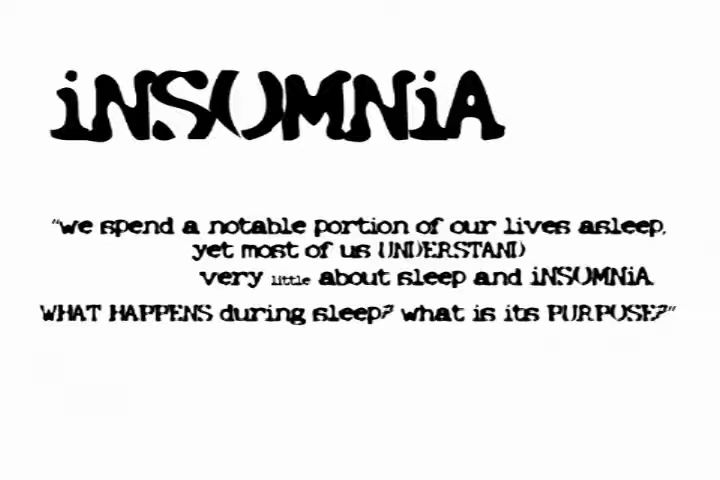 iNSOMNiA
"we spend a notable portion of our lives asleep,
yet most of us UNDERSTAND
very little about sleep and iNSOMNiA
WHAT HAPPENS during sleep? what is its PURPOSE?"